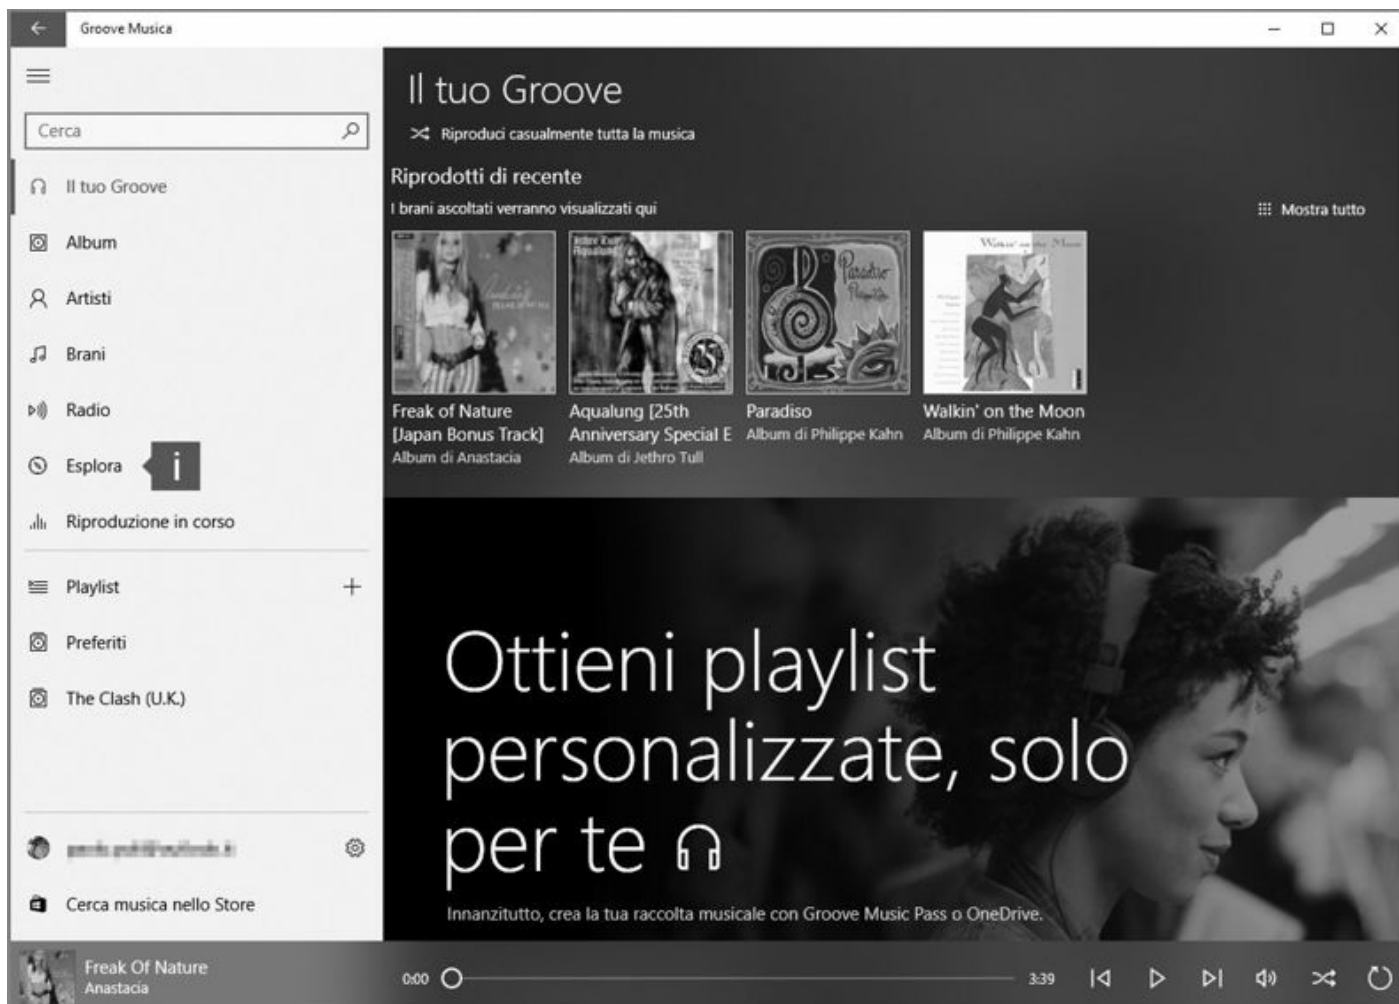 Groove Musica
Cerca
Il tuo Groove
Album
Artisti
Brani
Radio
Esplora
i
Riproduzione in corso
Playlist
Preferiti
The Clash (U.K.)
Cerca musica nello Store
Il tuo Groove
Riproduci casualmente tutta la musica
Riprodotti di recente
I brani ascoltati verranno visualizzati qui
Mostra tutto
Walkin' on the Moon
Paradiso
Freak of Nature
[Japan Bonus Track]
Album di Anastacia
Aqualung [25th
Anniversary Special E
Album di Jethro Tull
Paradiso
Album di Philippe Kahn
Walkin' on the Moon
Album di Philippe Kahn
Ottieni playlist
personalizzate, solo
per te
Innanzitutto, crea la tua raccolta musicale con Groove Music Pass o OneDrive.
Freak Of Nature
Anastacia
0:00
3:39